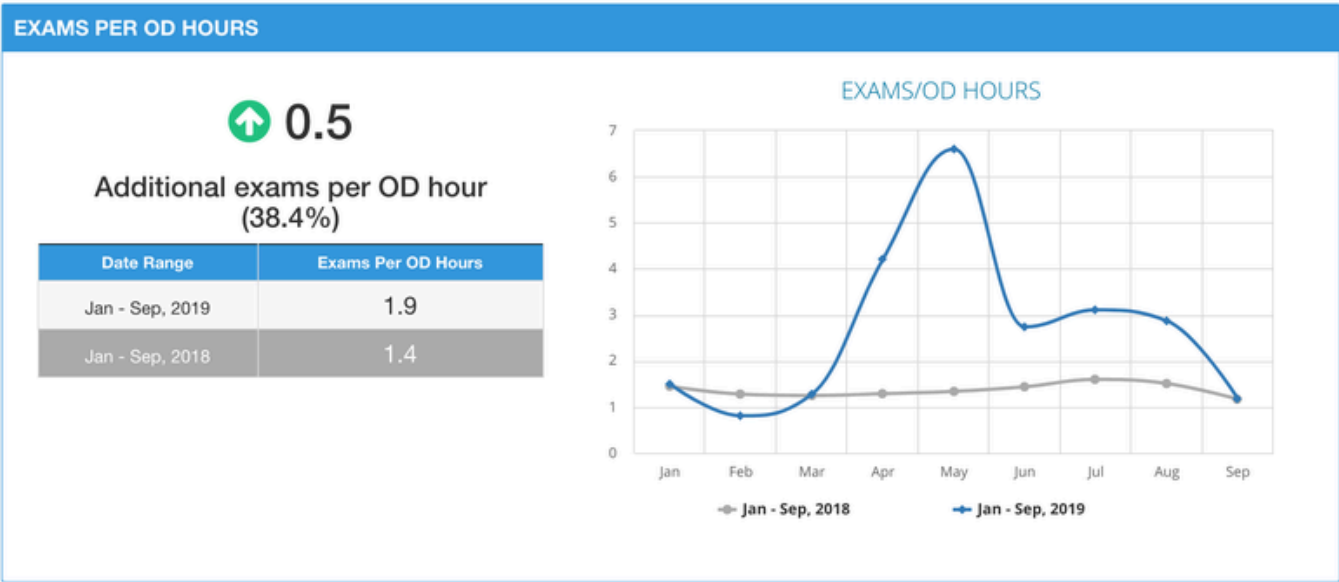 EXAMS PER OD HOURS
0.5
Additional exams per OD hour
(38.4%)
Date Range Exams Per OD Hours
Jan - Sep, 2019 1.9
Jan - Sep, 2018 1.4
EXAMS/OD HOURS
7
6
5
4
3
2
1
0
Jan Feb Mar Apr May Jun Jul Aug Sep
Jan - Sep, 2018 Jan - Sep, 2019